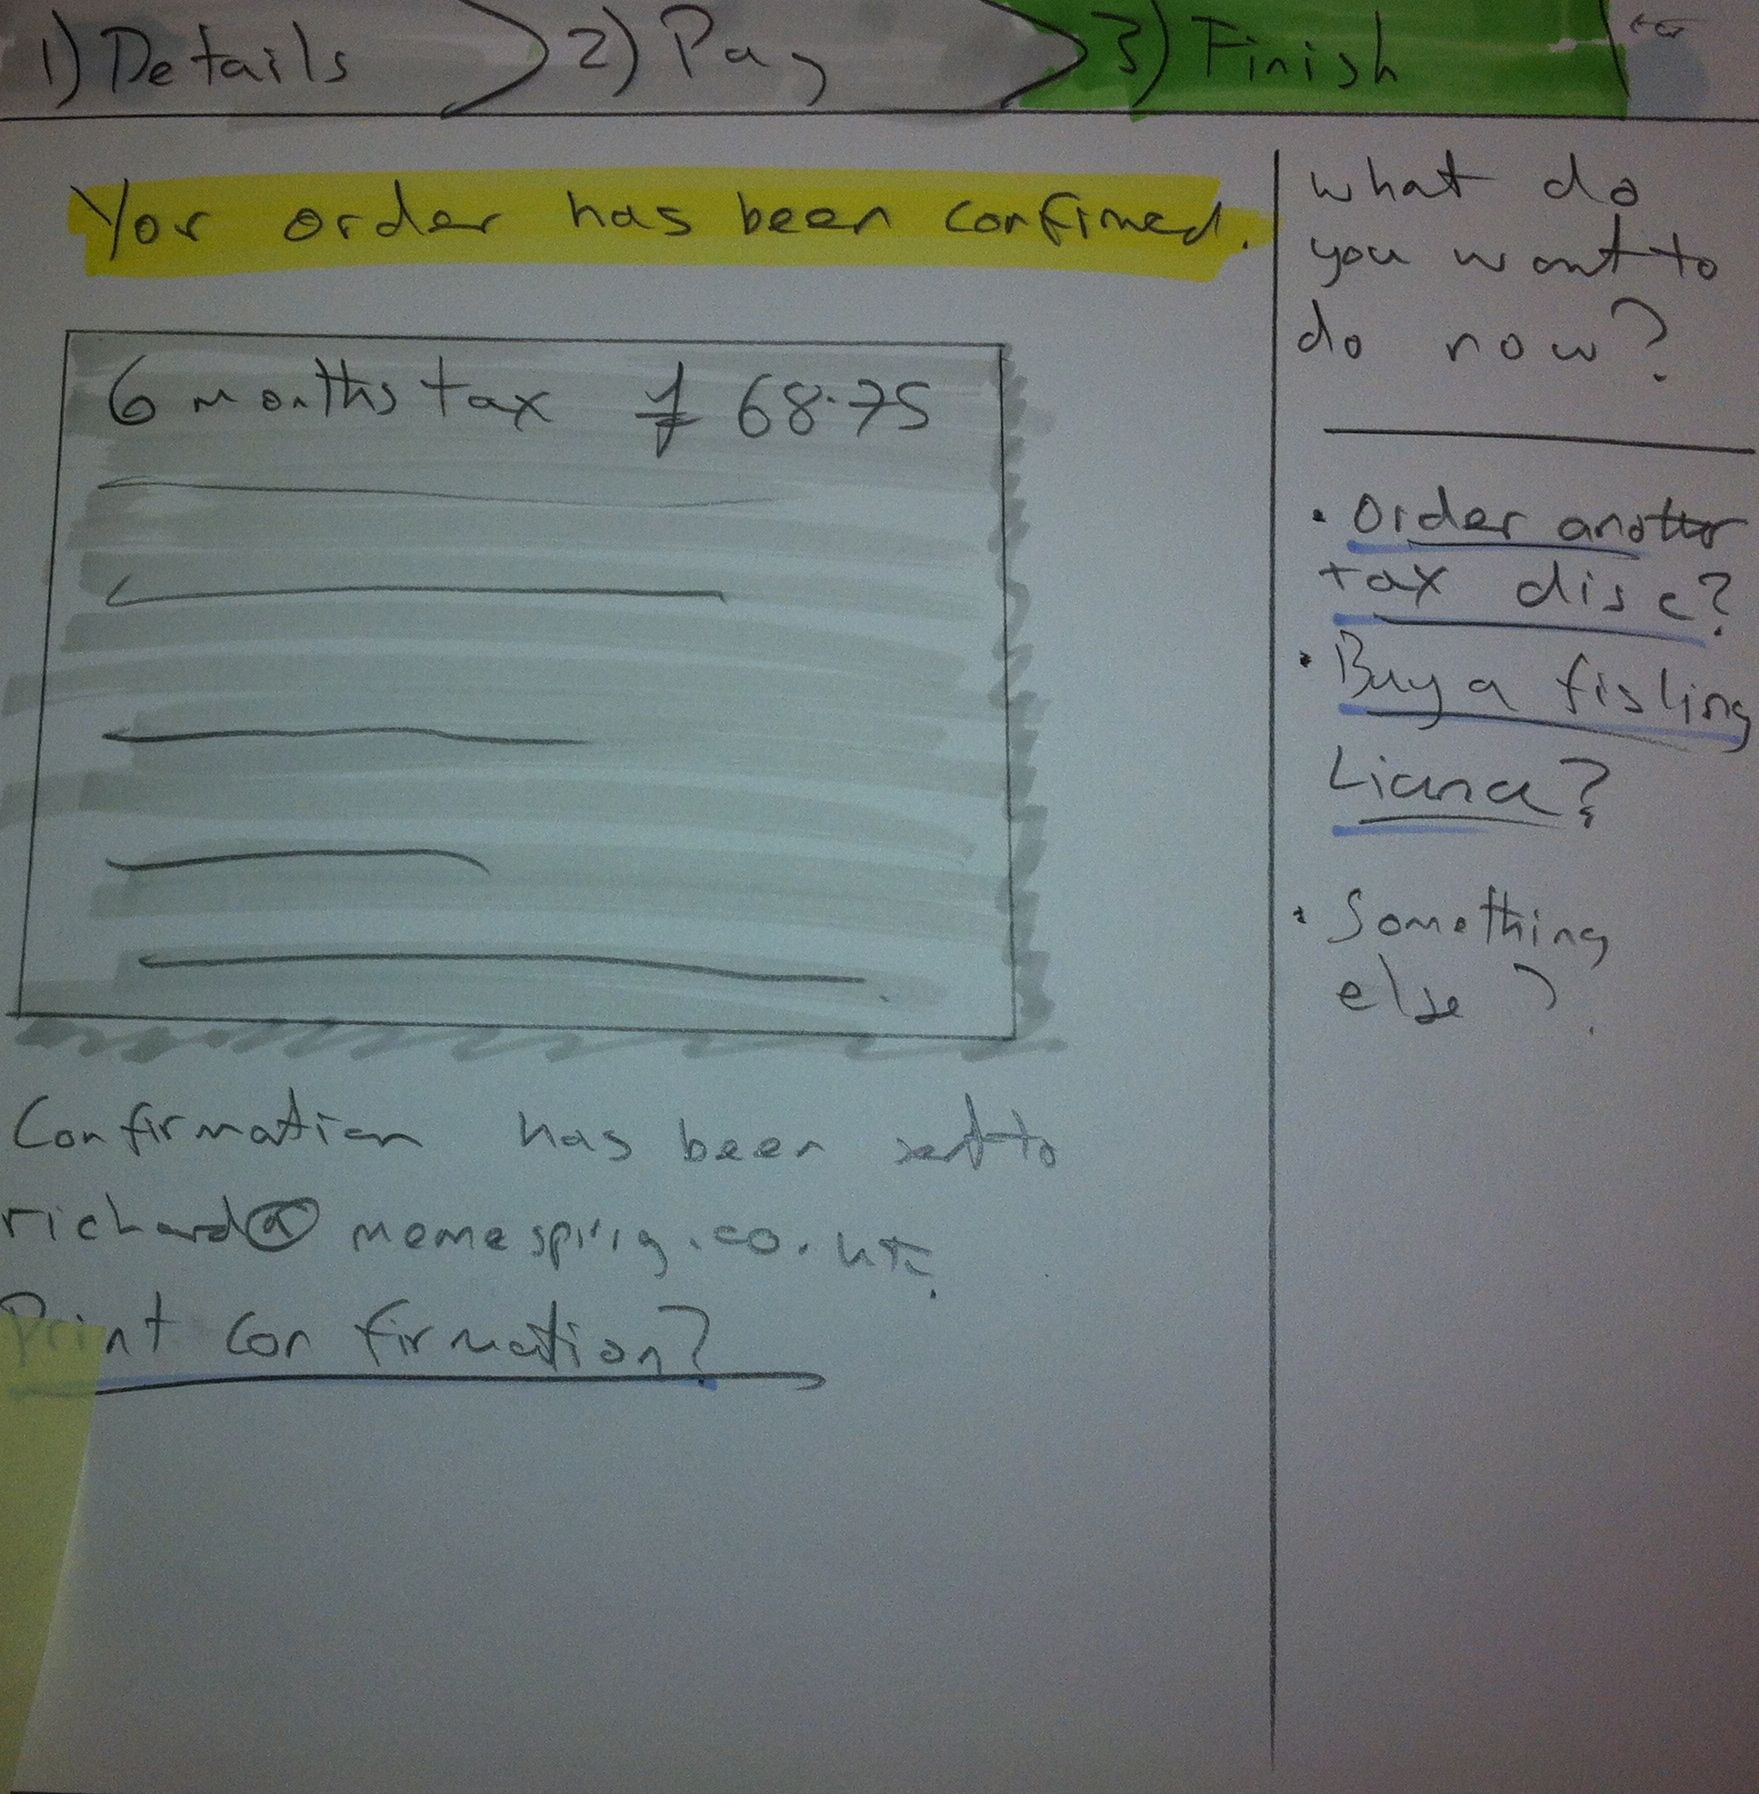 1) Details
2) Pay
3) Finish
Yor order has been confimed.
6 months tax £ 68.75
Confirmation has been sent to
richard@memespring.co.uk.
Print confirmation?
what do
you want to
do now?
• Order another
tax disc?
• Buy a fishing
Licence?
• Something
else?